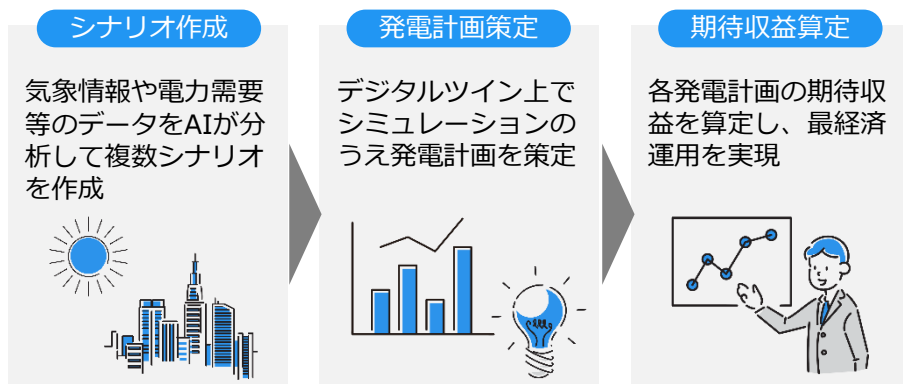 シナリオ作成
気象情報や電力需要
等のデータをAIが分
析して複数シナリオ
を作成
発電計画策定
デジタルツイン上で
シミュレーションの
うえ発電計画を策定
期待収益算定
各発電計画の期待収
益を算定し、最経済
運用を実現